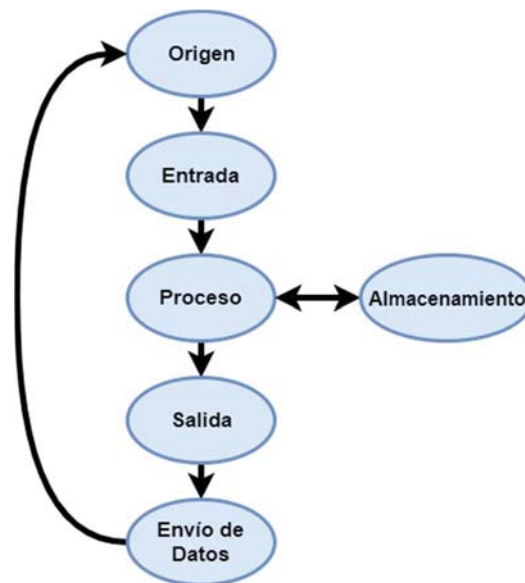 Origen
Entrada
Proceso
Almacenamiento
Salida
Envío de
Datos